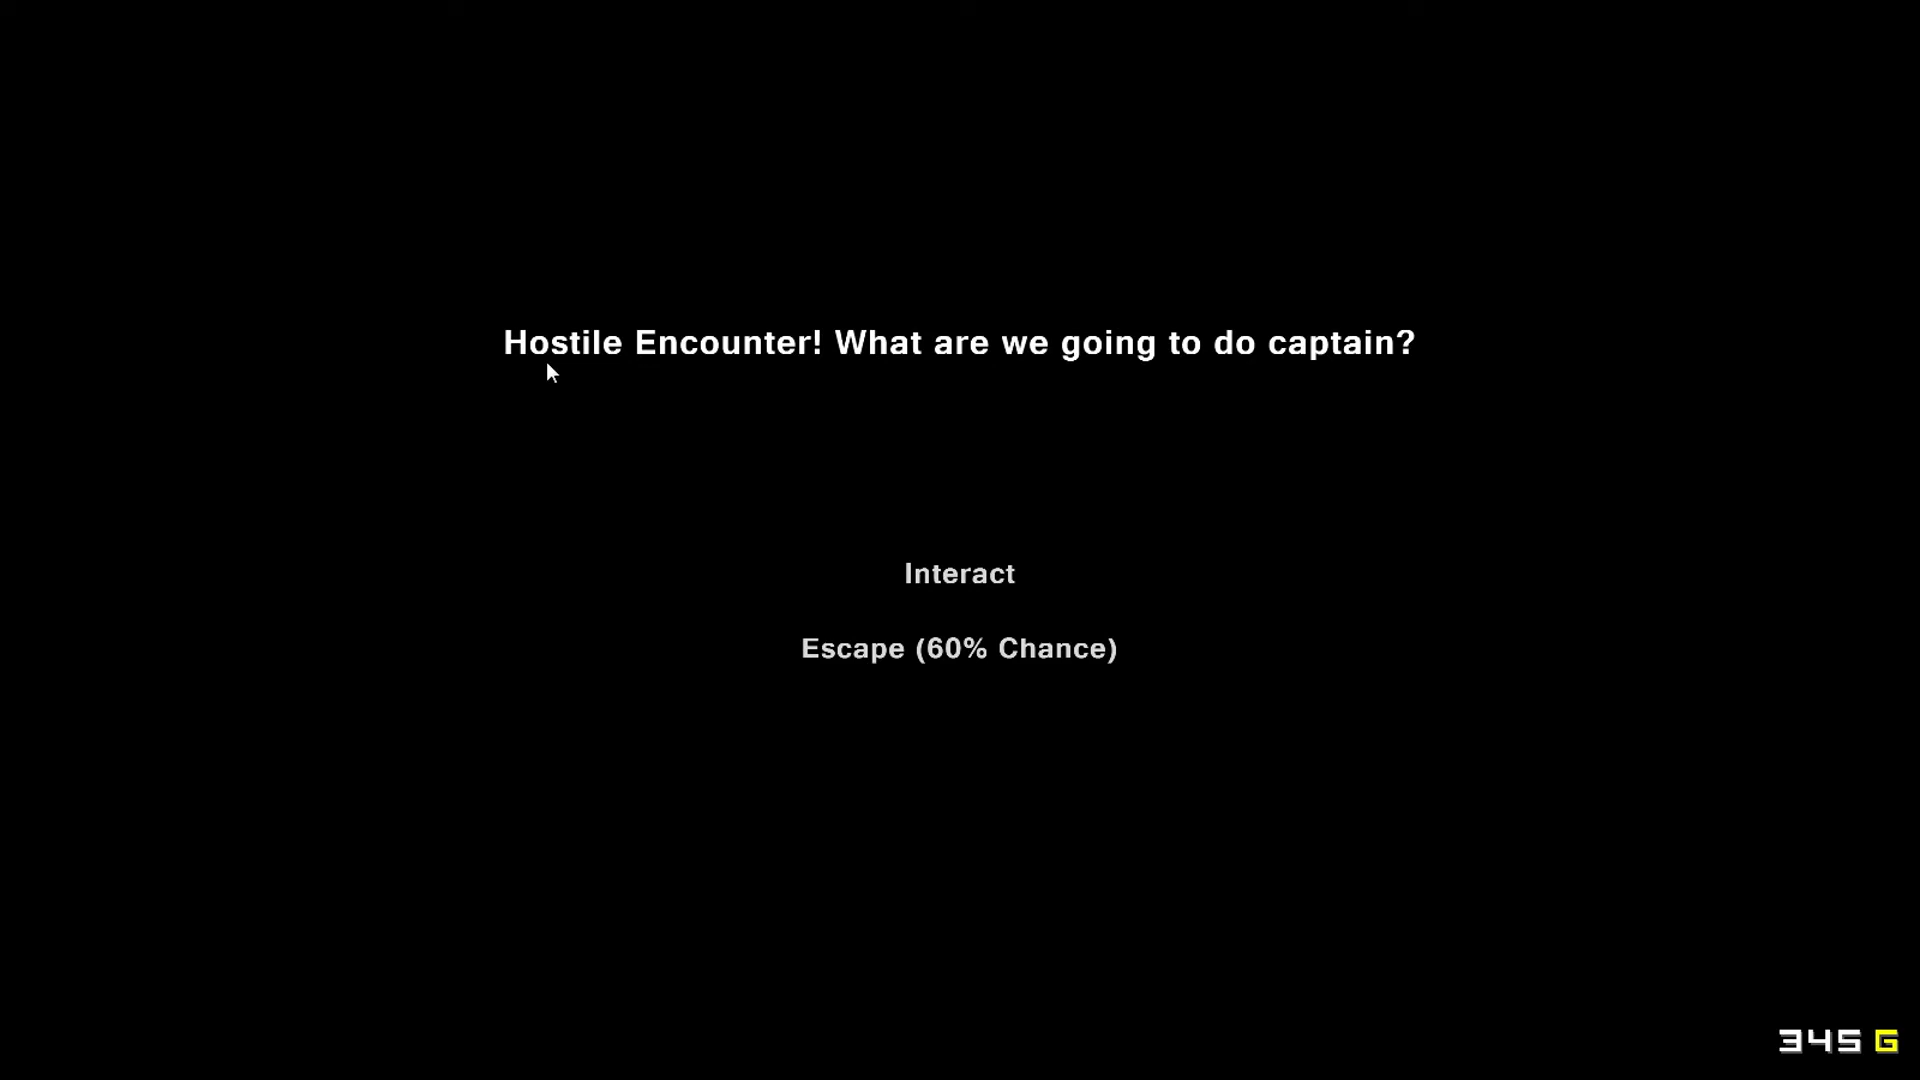 Hostile Encounter! What are we going to do captain?
Interact
Escape (60% Chance)
345 G